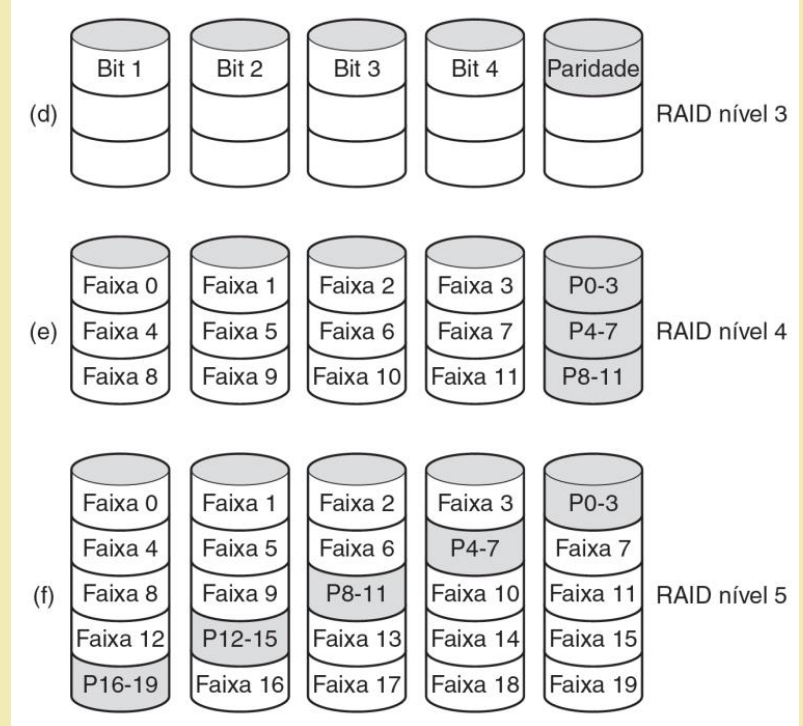 Bit 1 Bit 2 Bit 3 Bit 4 Paridade
(d) RAID nível 3
Faixa 0 Faixa 1 Faixa 2 Faixa 3 P0-3
(e) Faixa 4 Faixa 5 Faixa 6 Faixa 7 P4-7 RAID nível 4
Faixa 8 Faixa 9 Faixa 10 Faixa 11 P8-11
Faixa 0 Faixa 1 Faixa 2 Faixa 3 P0-3
Faixa 4 Faixa 5 Faixa 6 P4-7 Faixa 7
(f) Faixa 8 Faixa 9 P8-11 Faixa 10 Faixa 11 RAID nível 5
Faixa 12 P12-15 Faixa 13 Faixa 14 Faixa 15
P16-19 Faixa 16 Faixa 17 Faixa 18 Faixa 19